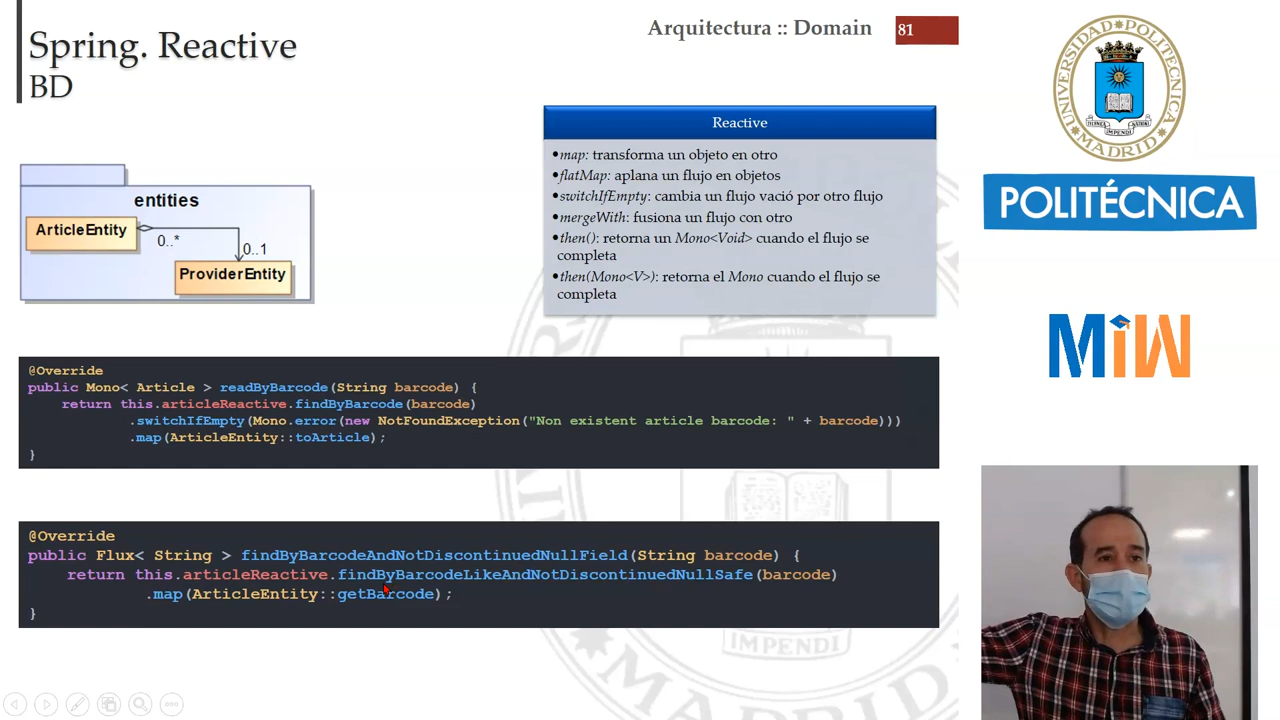 Spring. Reactive
BD
Arquitectura :: Domain
81
entities
ArticleEntity
0..*
0..1
ProviderEntity
Reactive
•map: transforma un objeto en otro
•flatMap: aplana un flujo en objetos
•switchIfEmpty: cambia un flujo vació por otro flujo
•mergeWith: fusiona un flujo con otro
•then(): retorna un Mono<Void> cuando el flujo se
completa
•then(Mono<V>): retorna el Mono cuando el flujo se
completa
@Override
public Mono< Article > readByBarcode(String barcode) {
return this.articleReactive.findByBarcode(barcode)
.switchIfEmpty(Mono.error(new NotFoundException("Non existent article barcode: " + barcode)))
.map(ArticleEntity::toArticle);
}
@Override
public Flux< String > findByBarcodeAndNotDiscontinuedNullField(String barcode) {
return this.articleReactive.findByBarcodeLikeAndNotDiscontinuedNullSafe(barcode)
.map(ArticleEntity::getBarcode);
}
UNIVERSIDAD POLITÉCNICA
MADRID
IMPENDI
POLITÉCNICA
MiW
IMPENDI